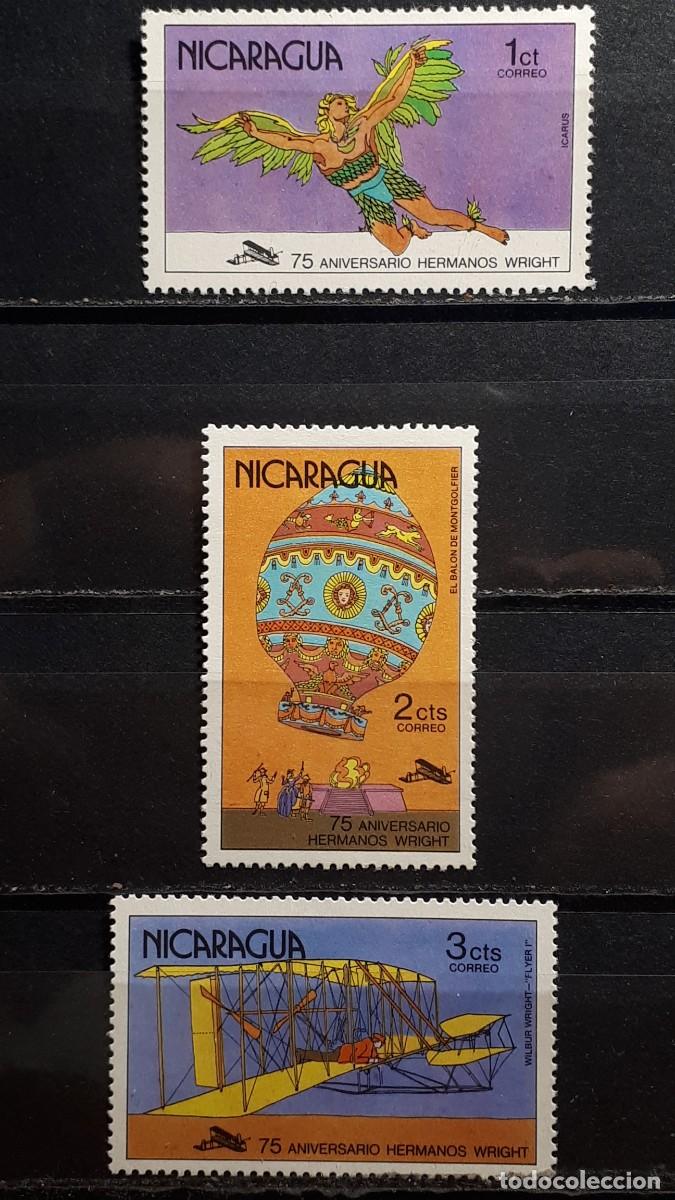 NICARAGUA
1ct
CORREO
ICARUS
75 ANIVERSARIO HERMANOS WRIGHT
NICARAGUA
EL BALON DE MONTGOLFIER
2cts
CORREO
75 ANIVERSARIO
HERMANOS WRIGHT
NICARAGUA
3cts
CORREO
WILBUR WRIGHT-"FLYER I"
75 ANIVERSARIO HERMANOS WRIGHT
todocoleccion